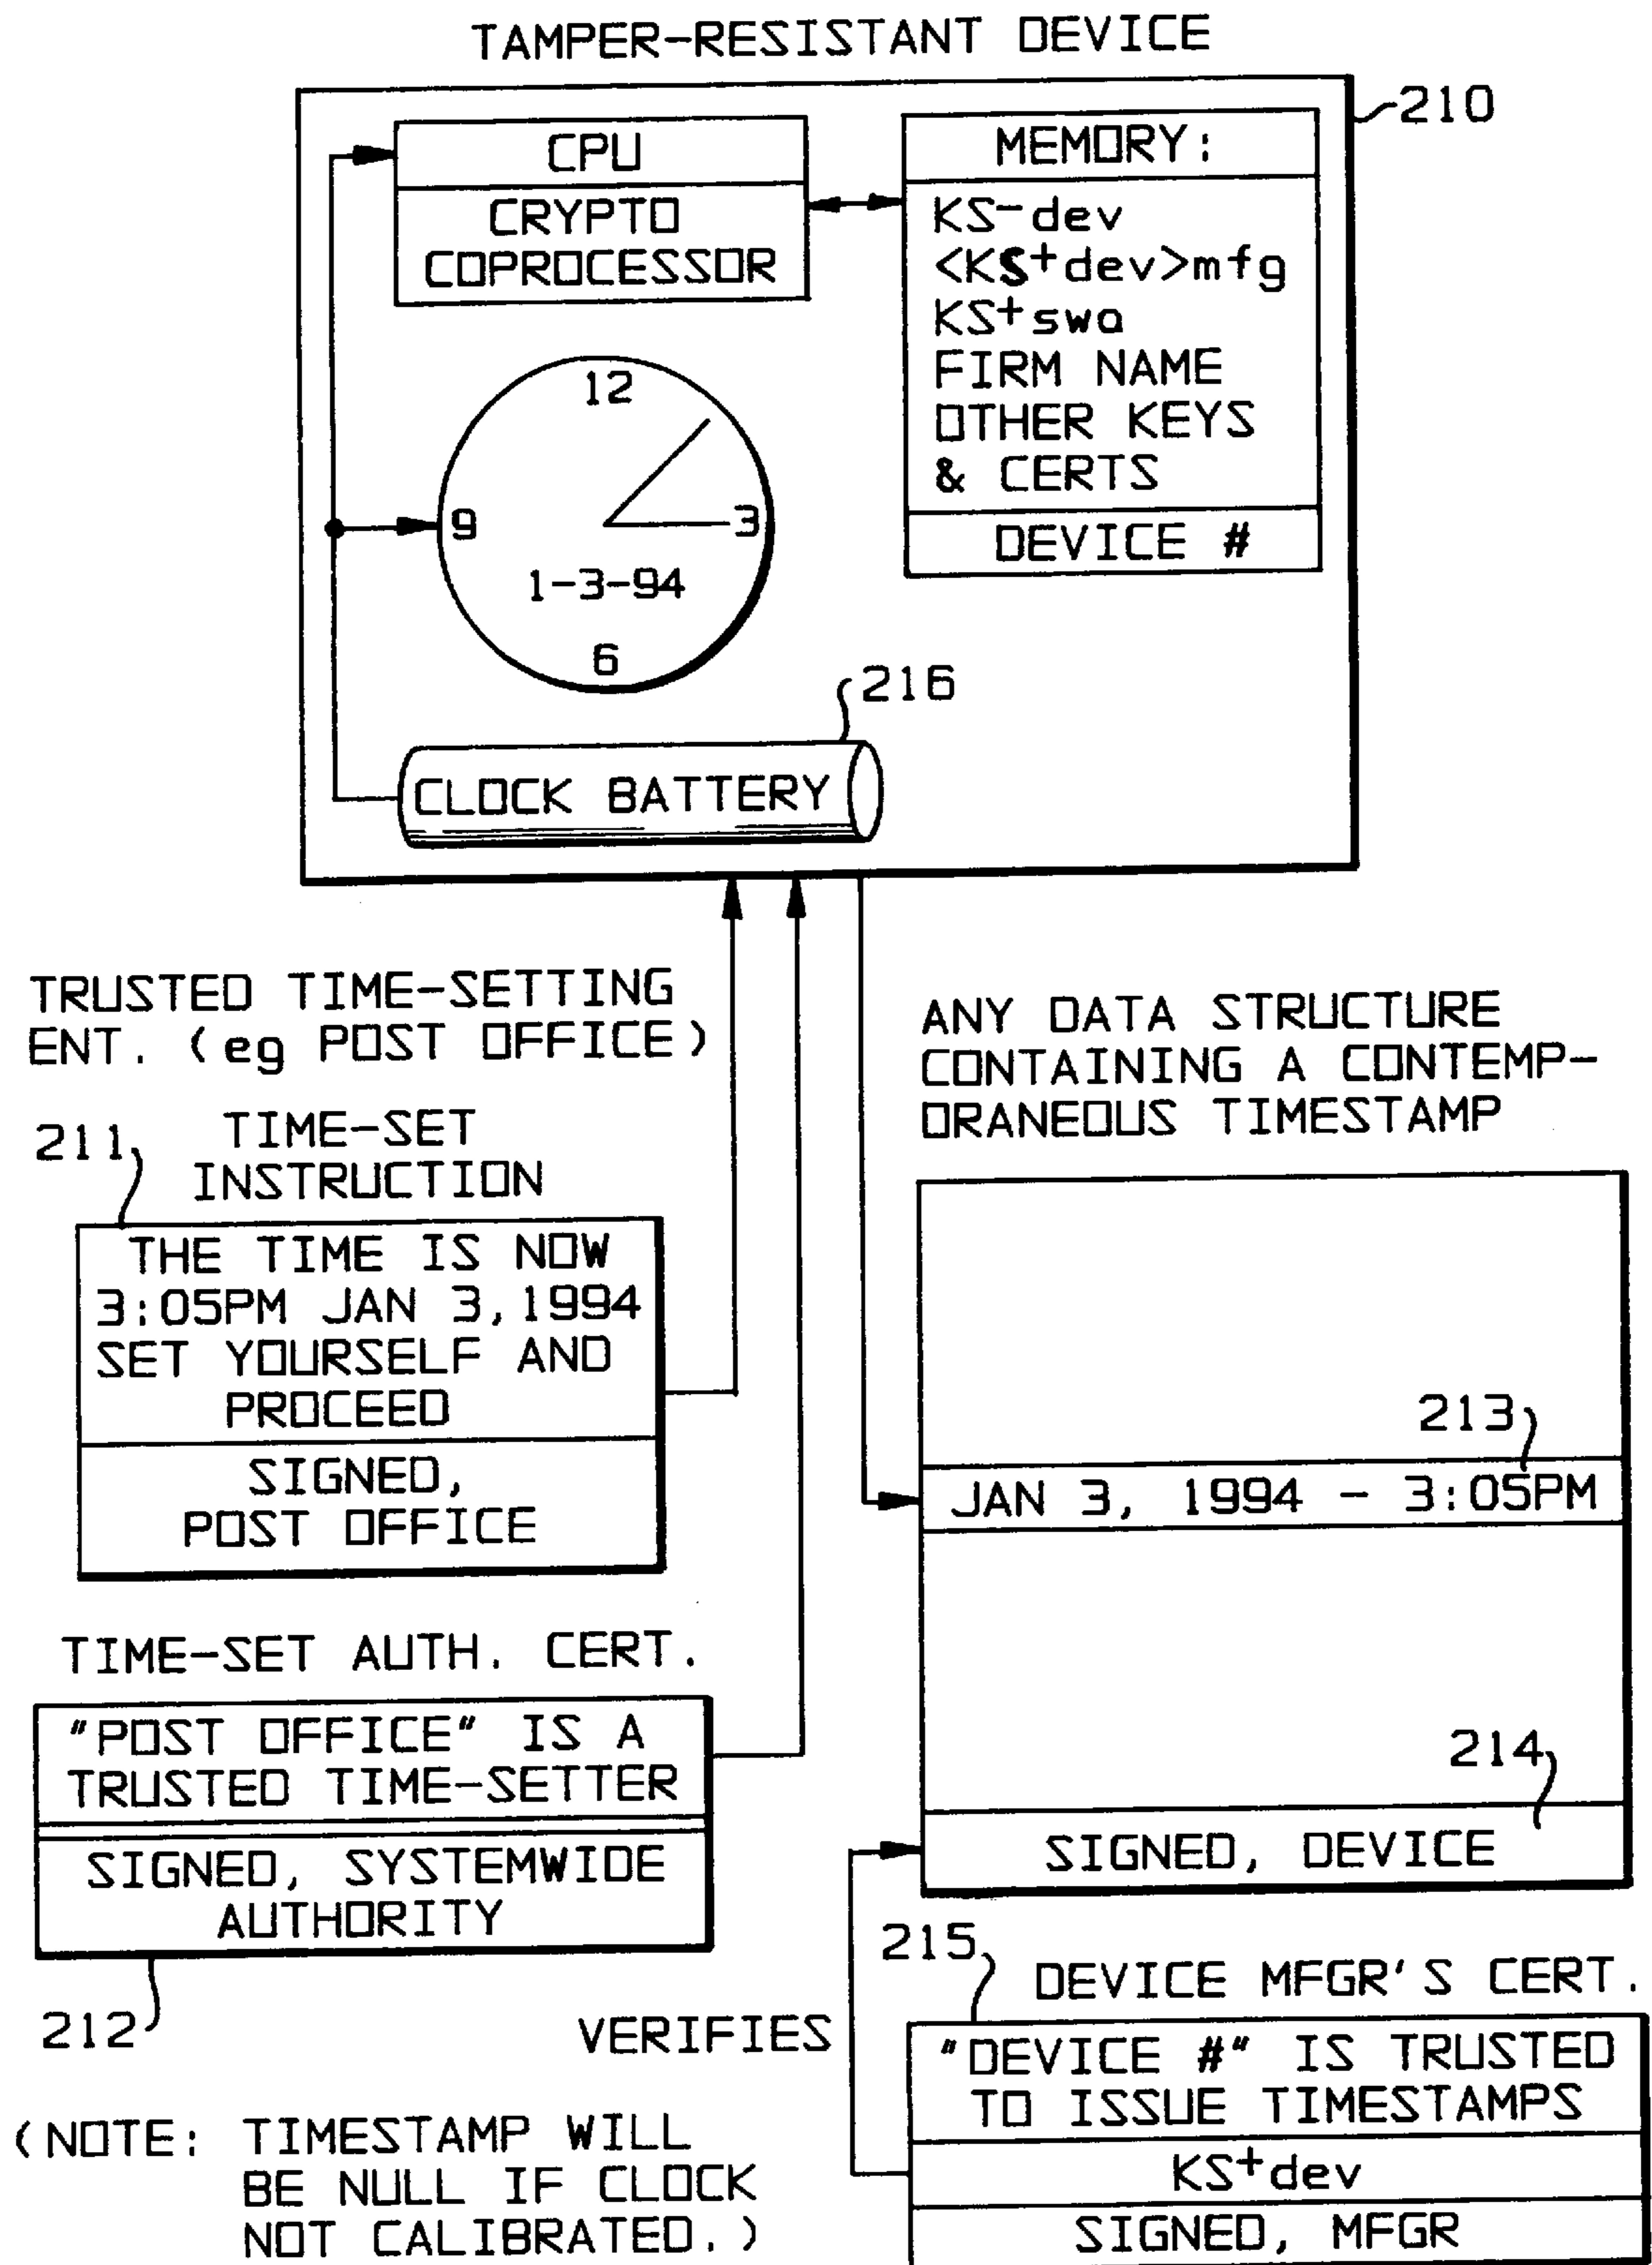 TAMPER-RESISTANT DEVICE
210
CPU
CRYPTO
COPROCESSOR
MEMORY:
KS-dev
<KS+dev>mfg
KS+swa
FIRM NAME
OTHER KEYS
& CERTS
DEVICE #
12
9
3
1-3-94
6
216
CLOCK BATTERY
TRUSTED TIME-SETTING
ENT. (eg POST OFFICE)
211
TIME-SET
INSTRUCTION
THE TIME IS NOW
3:05PM JAN 3,1994
SET YOURSELF AND
PROCEED
SIGNED,
POST OFFICE
TIME-SET AUTH. CERT.
"POST OFFICE" IS A
TRUSTED TIME-SETTER
SIGNED, SYSTEMWIDE
AUTHORITY
212
ANY DATA STRUCTURE
CONTAINING A CONTEMP-
ORANEOUS TIMESTAMP
213
JAN 3, 1994 - 3:05PM
214
SIGNED, DEVICE
215
DEVICE MFGR'S CERT.
VERIFIES
"DEVICE #" IS TRUSTED
TO ISSUE TIMESTAMPS
KS+dev
SIGNED, MFGR
(NOTE: TIMESTAMP WILL
BE NULL IF CLOCK
NOT CALIBRATED.)